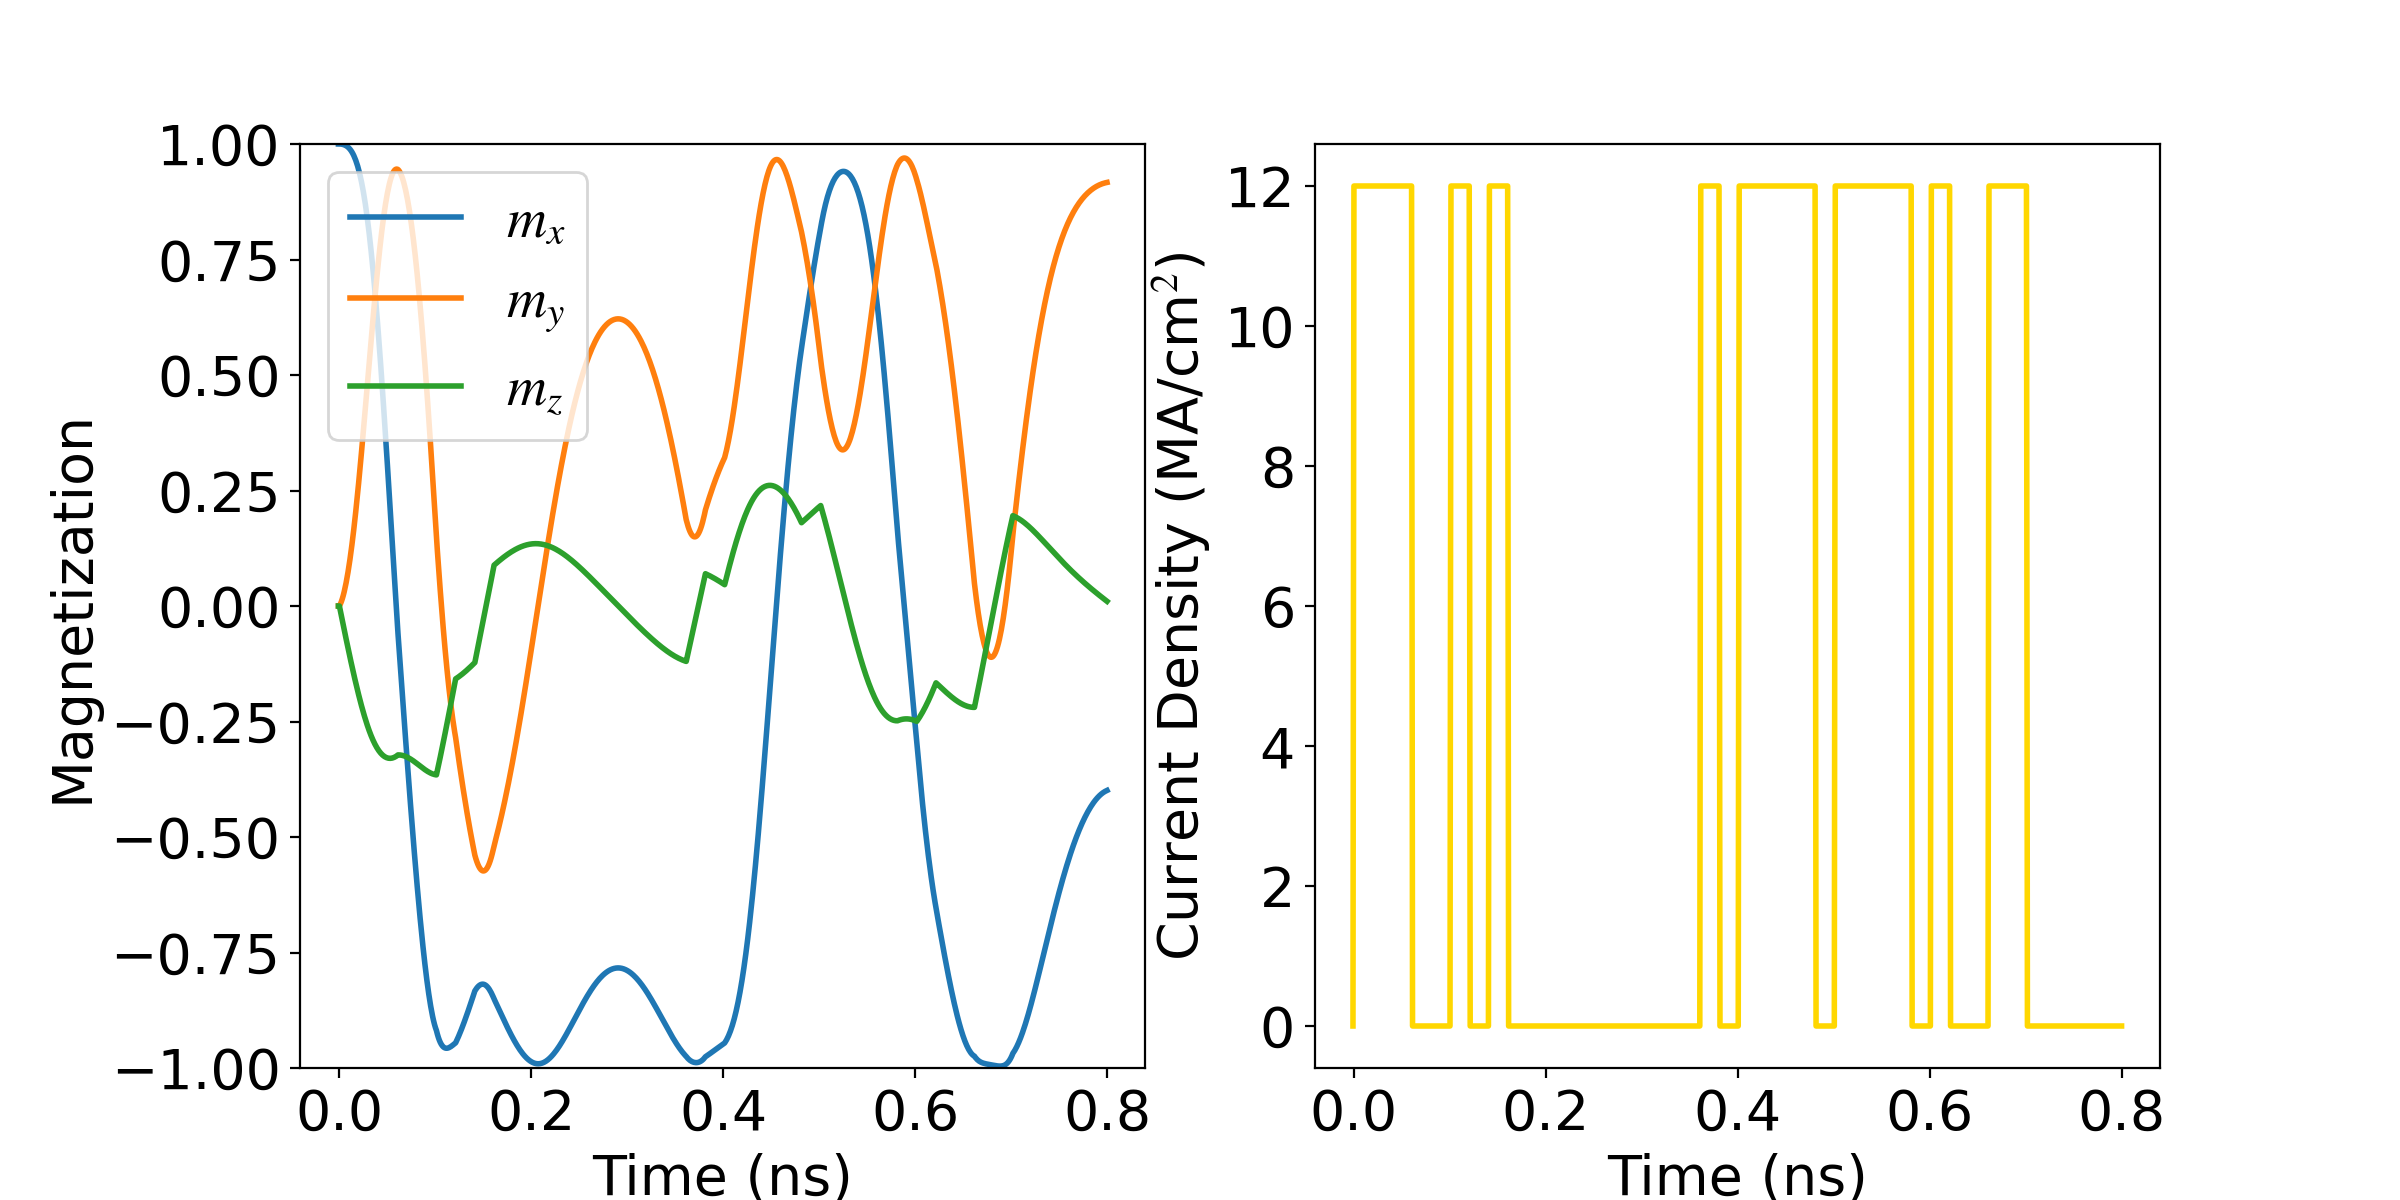 Magnetization
1.00
0.75
0.50
0.25
0.00
−0.25
−0.50
−0.75
−1.00
m_x
m_y
m_z
0.0 0.2 0.4 0.6 0.8
Time (ns)
Current Density (MA/cm²)
12
10
8
6
4
2
0
0.0 0.2 0.4 0.6 0.8
Time (ns)